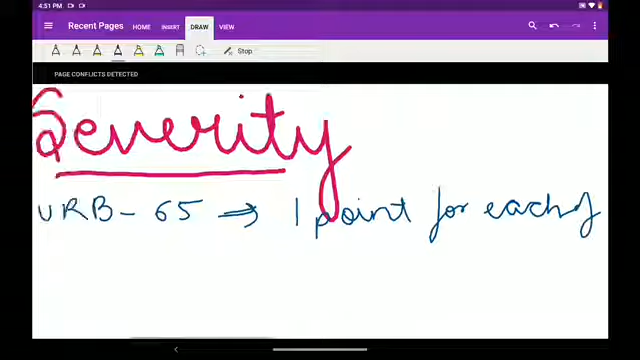 4:51 PM
Recent Pages HOME INSERT DRAW VIEW
Stop
PAGE CONFLICTS DETECTED
Severity
URB - 65 ⇒ 1 point for each of